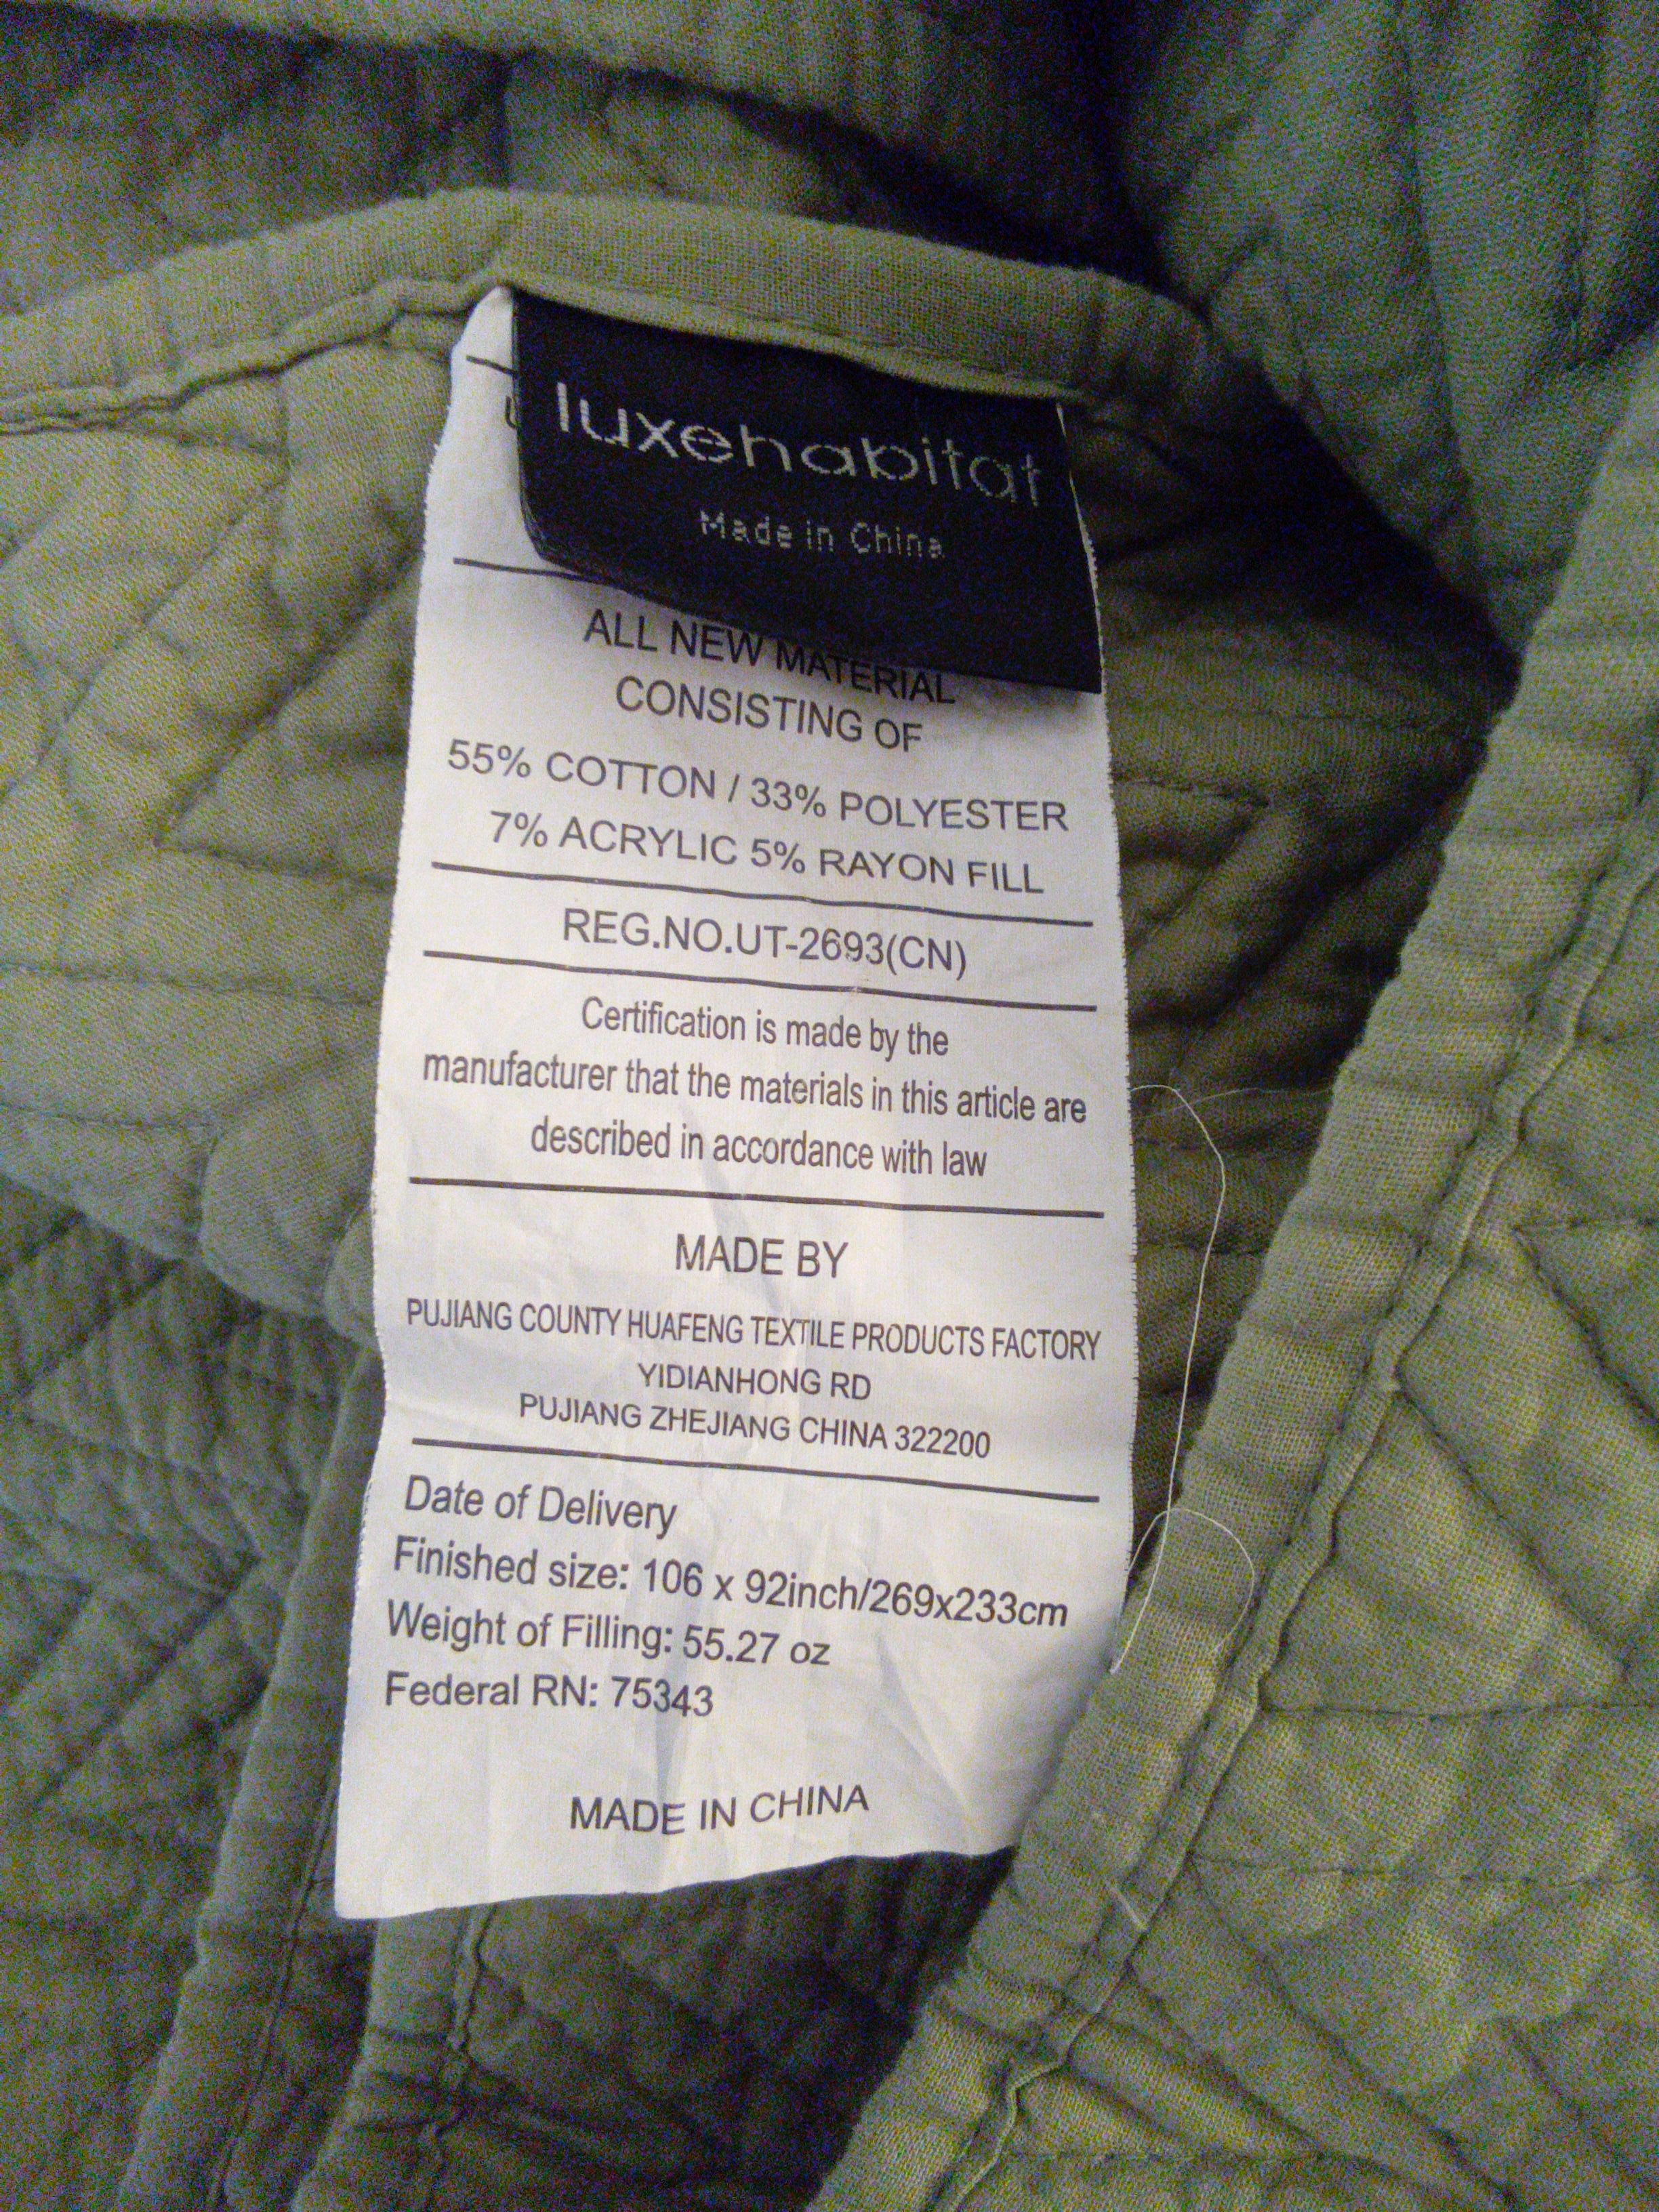 luxehabitat
Made in China
ALL NEW MATERIAL
CONSISTING OF
55% COTTON / 33% POLYESTER
7% ACRYLIC 5% RAYON FILL
REG.NO.UT-2693(CN)
Certification is made by the
manufacturer that the materials in this article are
described in accordance with law
MADE BY
PUJIANG COUNTY HUAFENG TEXTILE PRODUCTS FACTORY
YIDIANHONG RD
PUJIANG ZHEJIANG CHINA 322200
Date of Delivery
Finished size: 106 x 92inch/269x233cm
Weight of Filling: 55.27 oz
Federal RN: 75343
MADE IN CHINA